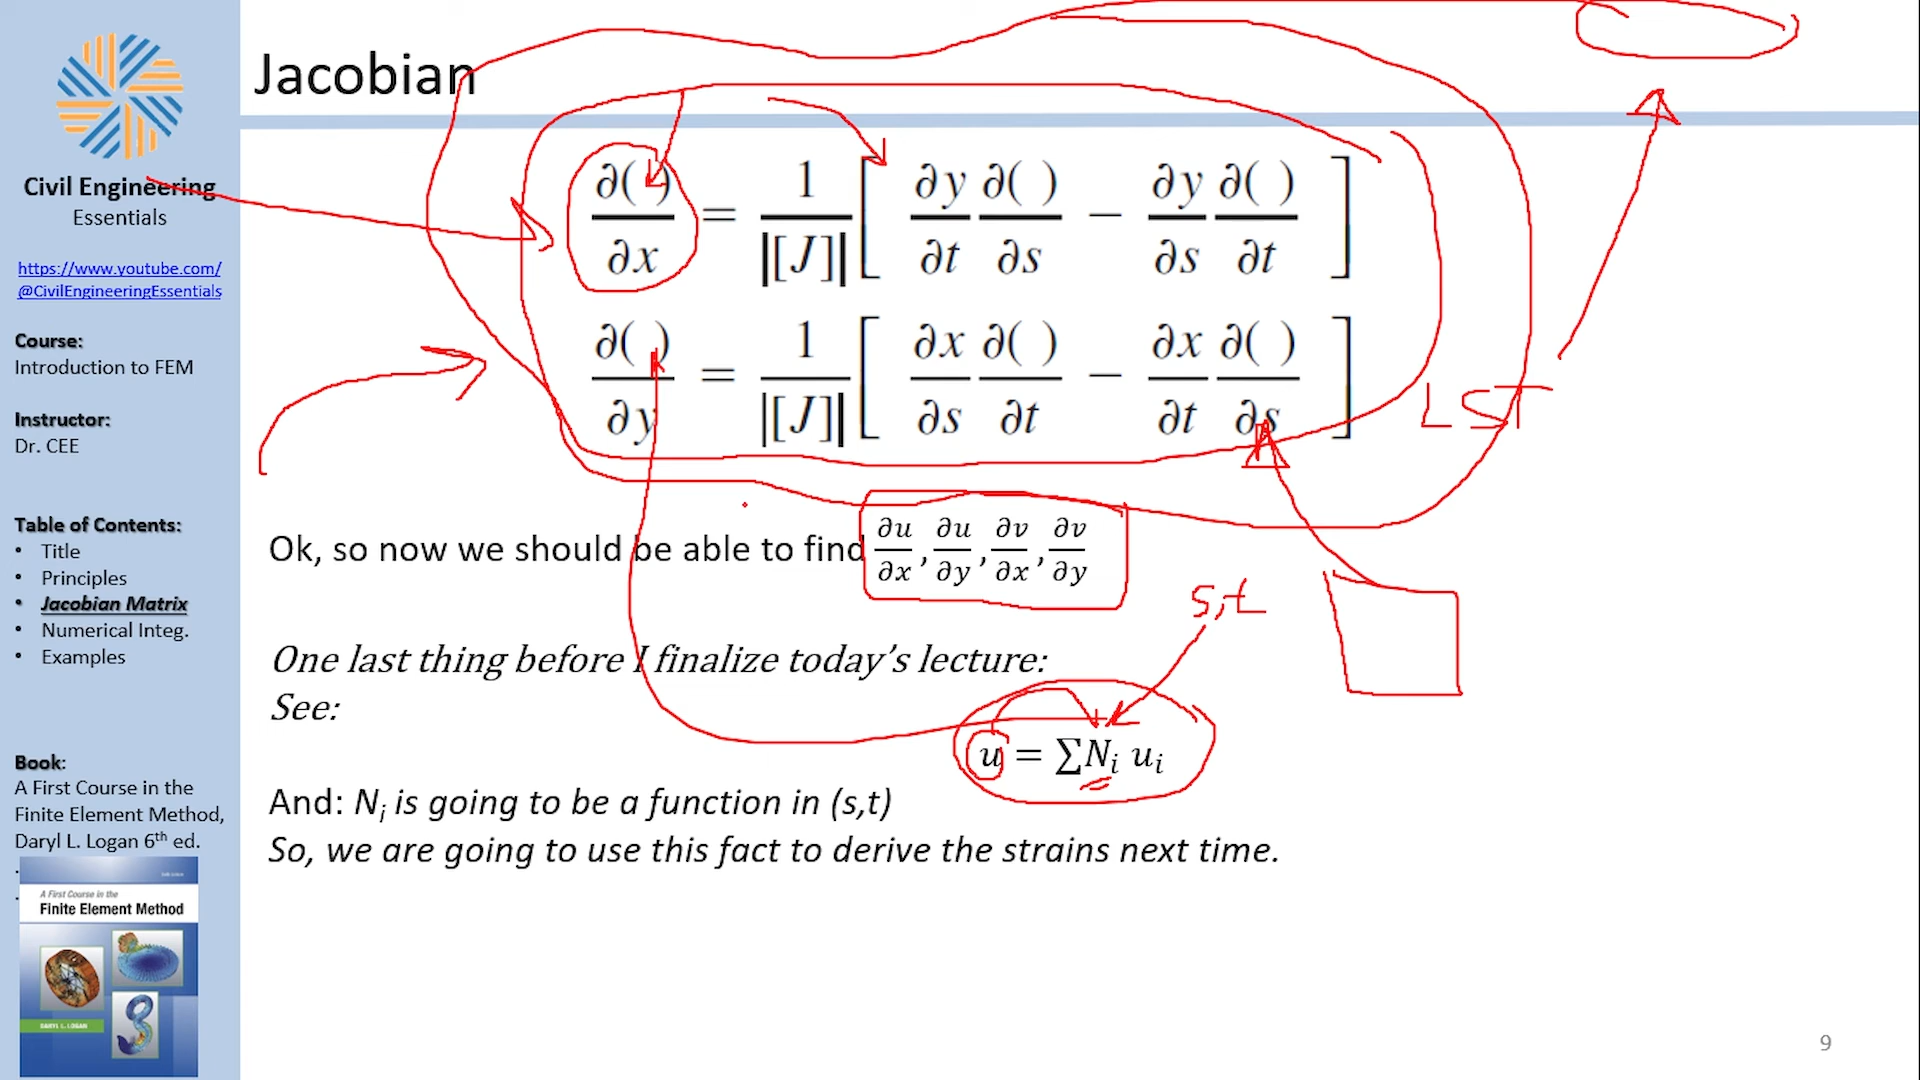 Jacobian
Civil Engineering
Essentials
https://www.youtube.com/
@CivilEngineeringEssentials
Course:
Introduction to FEM
Instructor:
Dr. CEE
Table of Contents:
• Title
• Principles
• Jacobian Matrix
• Numerical Integ.
• Examples
Book:
A First Course in the
Finite Element Method,
Daryl L. Logan 6th ed.
A First Course in the
Finite Element Method
DARYL L. LOGAN
∂( )/∂x = 1/|[J]| [ ∂y/∂t ∂( )/∂s − ∂y/∂s ∂( )/∂t ]
∂( )/∂y = 1/|[J]| [ ∂x/∂s ∂( )/∂t − ∂x/∂t ∂( )/∂s ]
LST
Ok, so now we should be able to find ∂u/∂x, ∂u/∂y, ∂v/∂x, ∂v/∂y
s,t
One last thing before I finalize today’s lecture:
See:
u = ∑Ni ui
And: Ni is going to be a function in (s,t)
So, we are going to use this fact to derive the strains next time.
9